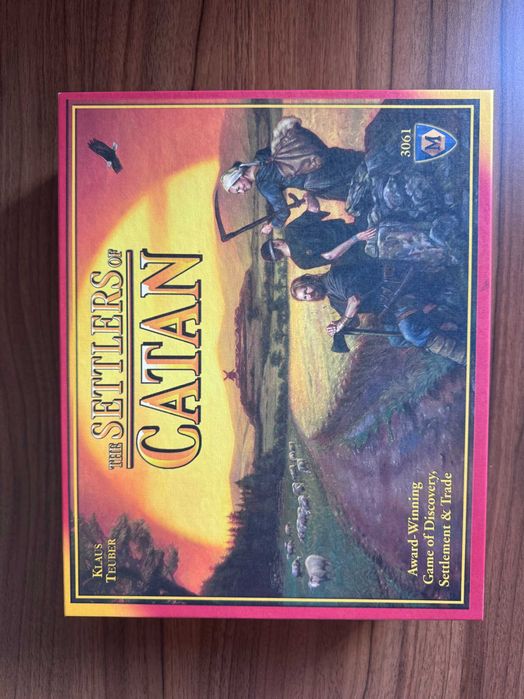 KLAUS
TEUBER
THE SETTLERS OF
CATAN
3061
M
Award-Winning
Game of Discovery,
Settlement & Trade